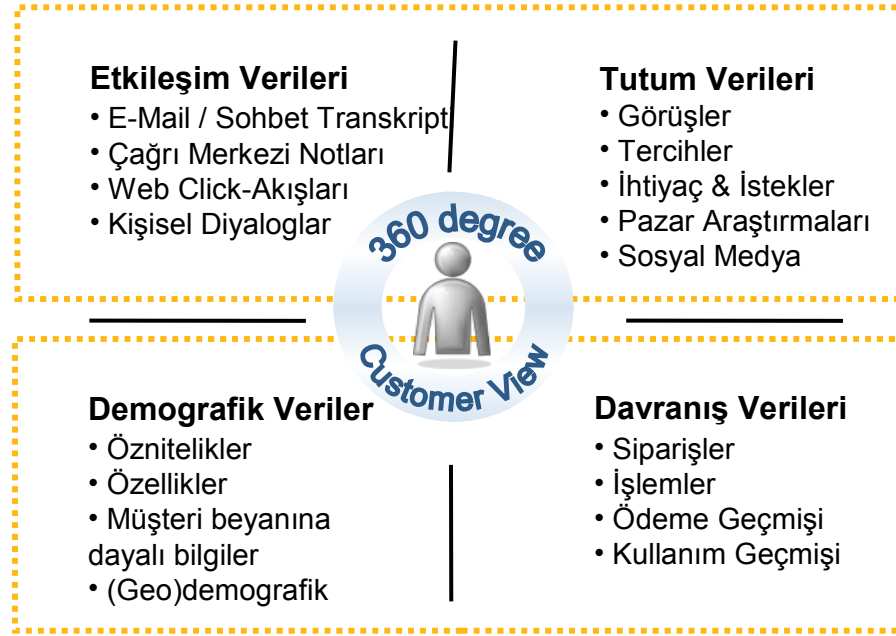 Etkileşim Verileri
• E-Mail / Sohbet Transkripti
• Çağrı Merkezi Notları
• Web Click-Akışları
• Kişisel Diyaloglar
Tutum Verileri
• Görüşler
• Tercihler
• İhtiyaç & İstekler
• Pazar Araştırmaları
• Sosyal Medya
360 degree
Customer View
Demografik Veriler
• Öznitelikler
• Özellikler
• Müşteri beyanına
dayalı bilgiler
• (Geo)demografik
Davranış Verileri
• Siparişler
• İşlemler
• Ödeme Geçmişi
• Kullanım Geçmişi